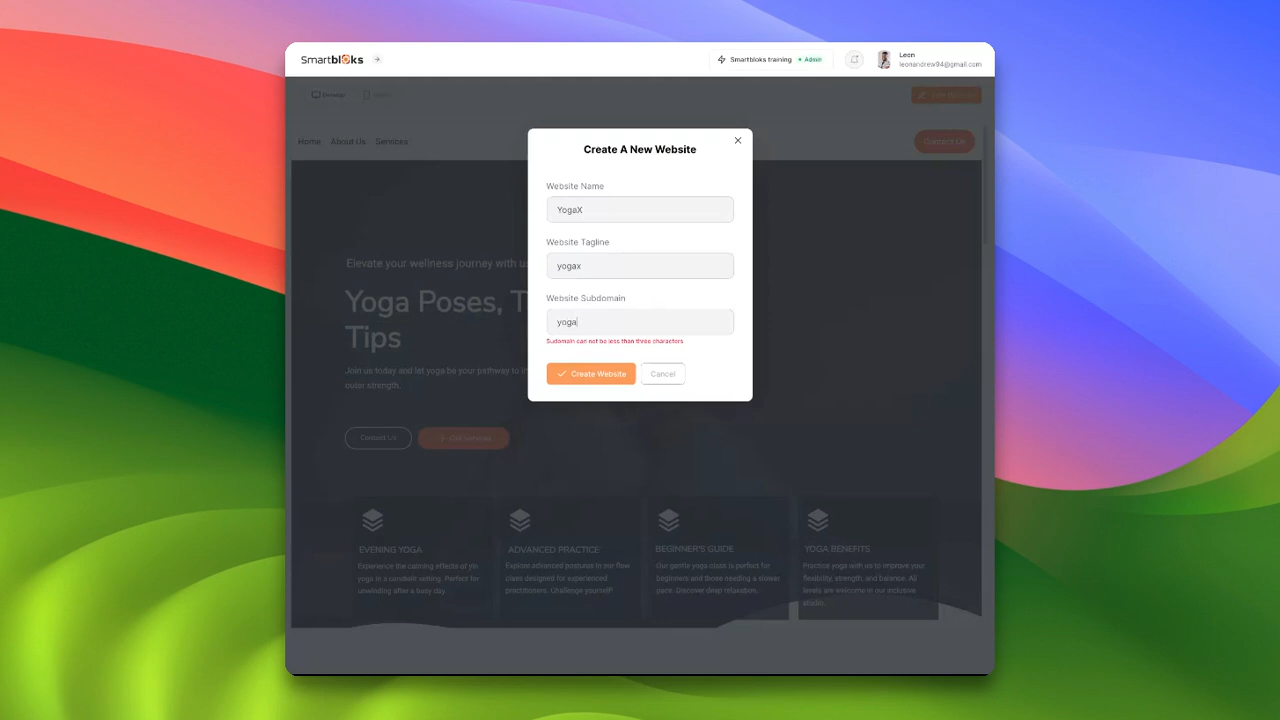 Smartbloks
Smartbloks training
Admin
Leon
leonandrew94@gmail.com
Desktop
Home
About Us
Services
Contact Us
Create A New Website
Website Name
YogaX
Website Tagline
yogax
Website Subdomain
yoga
Sudomain can not be less than three characters
Create Website
Cancel
Elevate your wellness journey with us
Yoga Poses, T
Tips
Join us today and let yoga be your pathway to in
outer strength.
Contact Us
EVENING YOGA
Experience the calming effects of yin
yoga in a candlelit setting. Perfect for
unwinding after a busy day.
ADVANCED PRACTICE
Explore advanced postures in our flow
class designed for experienced
practitioners. Challenge yourself!
BEGINNER'S GUIDE
Our gentle yoga class is perfect for
beginners and those needing a slower
pace. Discover deep relaxation.
YOGA BENEFITS
Practice yoga with us to improve your
flexibility, strength, and balance. All
levels are welcome in our inclusive
studio.